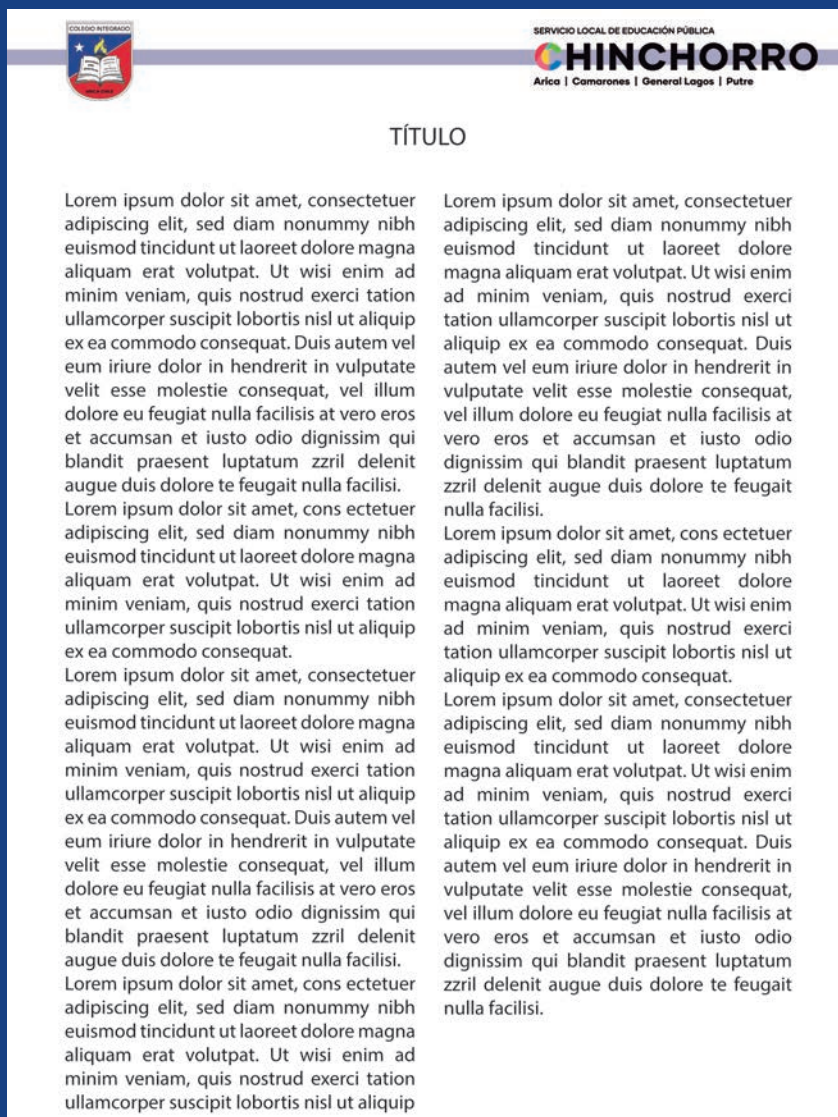 COLEGIO INTEGRADO
ARICA-CHILE
SERVICIO LOCAL DE EDUCACIÓN PÚBLICA
CHINCHORRO
Arica | Camarones | General Lagos | Putre
TÍTULO
Lorem ipsum dolor sit amet, consectetuer
adipiscing elit, sed diam nonummy nibh
euismod tincidunt ut laoreet dolore magna
aliquam erat volutpat. Ut wisi enim ad
minim veniam, quis nostrud exerci tation
ullamcorper suscipit lobortis nisl ut aliquip
ex ea commodo consequat. Duis autem vel
eum iriure dolor in hendrerit in vulputate
velit esse molestie consequat, vel illum
dolore eu feugiat nulla facilisis at vero eros
et accumsan et iusto odio dignissim qui
blandit praesent luptatum zzril delenit
augue duis dolore te feugait nulla facilisi.
Lorem ipsum dolor sit amet, cons ectetuer
adipiscing elit, sed diam nonummy nibh
euismod tincidunt ut laoreet dolore magna
aliquam erat volutpat. Ut wisi enim ad
minim veniam, quis nostrud exerci tation
ullamcorper suscipit lobortis nisl ut aliquip
ex ea commodo consequat.
Lorem ipsum dolor sit amet, consectetuer
adipiscing elit, sed diam nonummy nibh
euismod tincidunt ut laoreet dolore magna
aliquam erat volutpat. Ut wisi enim ad
minim veniam, quis nostrud exerci tation
ullamcorper suscipit lobortis nisl ut aliquip
ex ea commodo consequat. Duis autem vel
eum iriure dolor in hendrerit in vulputate
velit esse molestie consequat, vel illum
dolore eu feugiat nulla facilisis at vero eros
et accumsan et iusto odio dignissim qui
blandit praesent luptatum zzril delenit
augue duis dolore te feugait nulla facilisi.
Lorem ipsum dolor sit amet, cons ectetuer
adipiscing elit, sed diam nonummy nibh
euismod tincidunt ut laoreet dolore magna
aliquam erat volutpat. Ut wisi enim ad
minim veniam, quis nostrud exerci tation
ullamcorper suscipit lobortis nisl ut aliquip
Lorem ipsum dolor sit amet, consectetuer
adipiscing elit, sed diam nonummy nibh
euismod tincidunt ut laoreet dolore
magna aliquam erat volutpat. Ut wisi enim
ad minim veniam, quis nostrud exerci
tation ullamcorper suscipit lobortis nisl ut
aliquip ex ea commodo consequat. Duis
autem vel eum iriure dolor in hendrerit in
vulputate velit esse molestie consequat,
vel illum dolore eu feugiat nulla facilisis at
vero eros et accumsan et iusto odio
dignissim qui blandit praesent luptatum
zzril delenit augue duis dolore te feugait
nulla facilisi.
Lorem ipsum dolor sit amet, cons ectetuer
adipiscing elit, sed diam nonummy nibh
euismod tincidunt ut laoreet dolore
magna aliquam erat volutpat. Ut wisi enim
ad minim veniam, quis nostrud exerci
tation ullamcorper suscipit lobortis nisl ut
aliquip ex ea commodo consequat.
Lorem ipsum dolor sit amet, consectetuer
adipiscing elit, sed diam nonummy nibh
euismod tincidunt ut laoreet dolore
magna aliquam erat volutpat. Ut wisi enim
ad minim veniam, quis nostrud exerci
tation ullamcorper suscipit lobortis nisl ut
aliquip ex ea commodo consequat. Duis
autem vel eum iriure dolor in hendrerit in
vulputate velit esse molestie consequat,
vel illum dolore eu feugiat nulla facilisis at
vero eros et accumsan et iusto odio
dignissim qui blandit praesent luptatum
zzril delenit augue duis dolore te feugait
nulla facilisi.